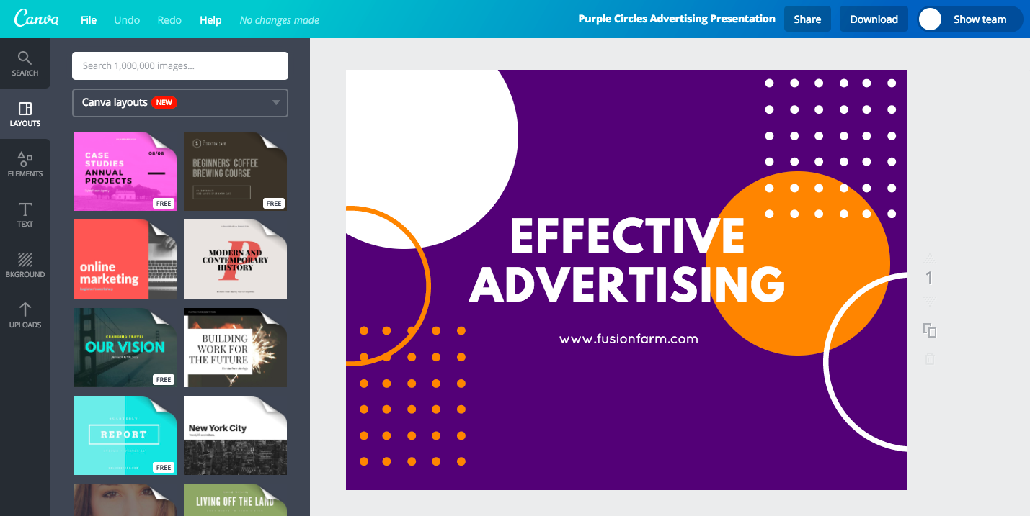 Canva
File
Undo
Redo
Help
No changes made
Purple Circles Advertising Presentation
Share
Download
Show team
SEARCH
LAYOUTS
ELEMENTS
TEXT
BKGROUND
UPLOADS
Search 1,000,000 images...
Canva layouts NEW
CASE
STUDIES
ANNUAL
PROJECTS
FREE
BEGINNERS' COFFEE
BREWING COURSE
FREE
online
marketing
MODERN AND
CONTEMPORARY
HISTORY
OUR VISION
FREE
BUILDING
WORK FOR
THE FUTURE
REPORT
FREE
New York City
LIVING OFF THE LAND
EFFECTIVE
ADVERTISING
www.fusionfarm.com
1